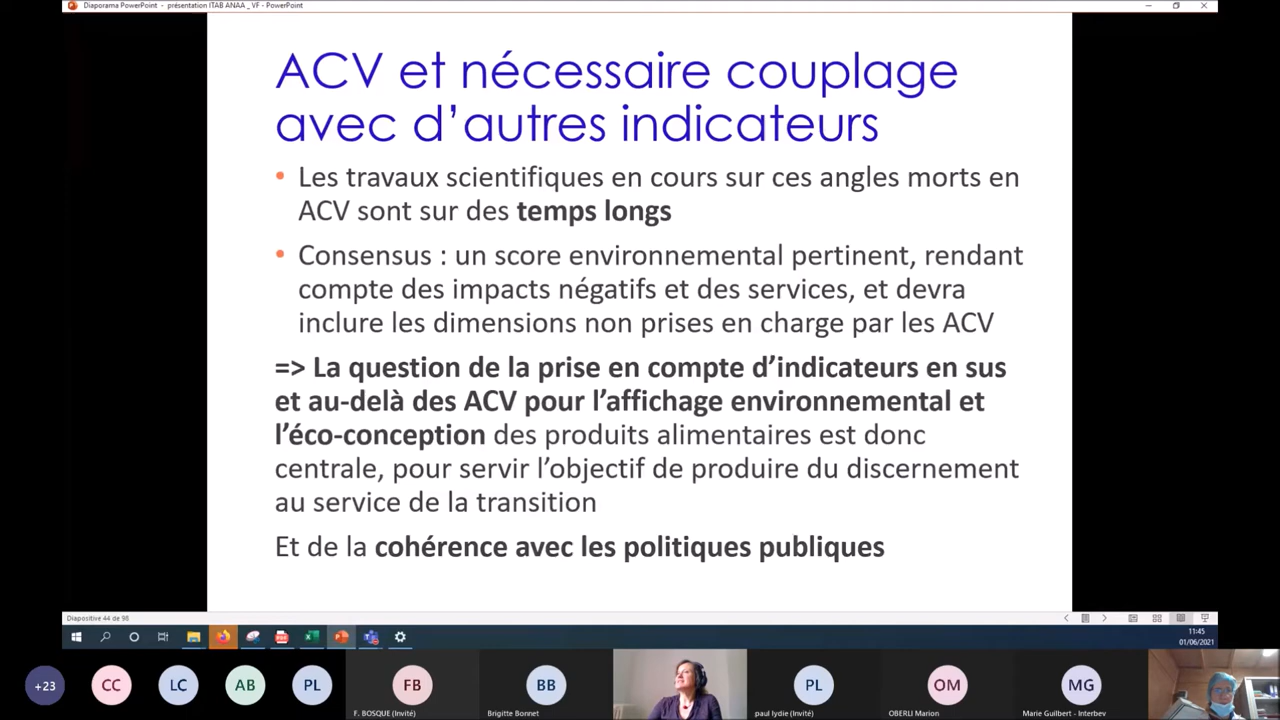 Diaporama PowerPoint - présentation ITAB ANAA _ VF - PowerPoint
ACV et nécessaire couplage
avec d’autres indicateurs
• Les travaux scientifiques en cours sur ces angles morts en
ACV sont sur des temps longs
• Consensus : un score environnemental pertinent, rendant
compte des impacts négatifs et des services, et devra
inclure les dimensions non prises en charge par les ACV
=> La question de la prise en compte d’indicateurs en sus
et au-delà des ACV pour l’affichage environnemental et
l’éco-conception des produits alimentaires est donc
centrale, pour servir l’objectif de produire du discernement
au service de la transition
Et de la cohérence avec les politiques publiques
Diapositive 44 de 98
11:45
01/06/2021
+23
CC
LC
AB
PL
FB
BB
PL
OM
MG
F. BOSQUE (Invité)
Brigitte Bonnet
paul lydie (Invité)
OBERLI Marion
Marie Guilbert - Interbev